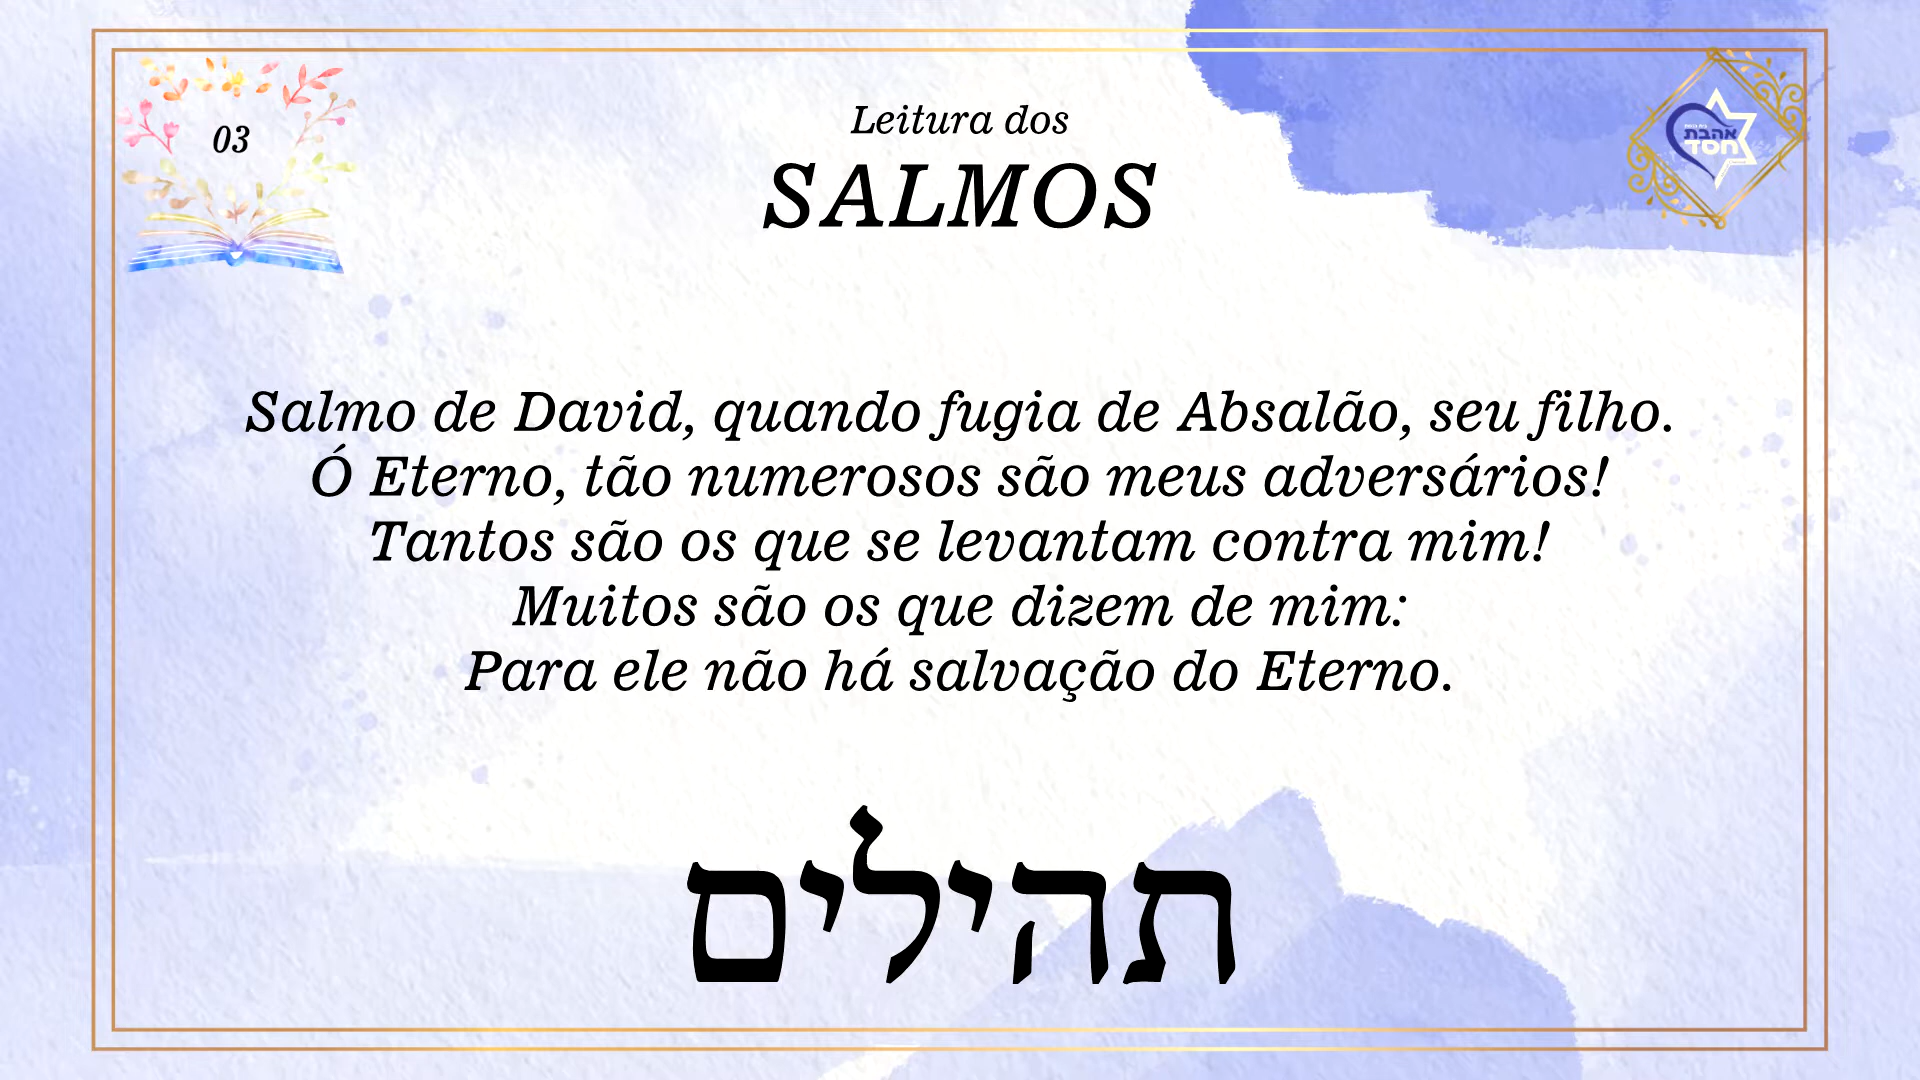 03
Leitura dos
SALMOS
אהבת
חסד
Salmo de David, quando fugia de Absalão, seu filho.
Ó Eterno, tão numerosos são meus adversários!
Tantos são os que se levantam contra mim!
Muitos são os que dizem de mim:
Para ele não há salvação do Eterno.
תהילים